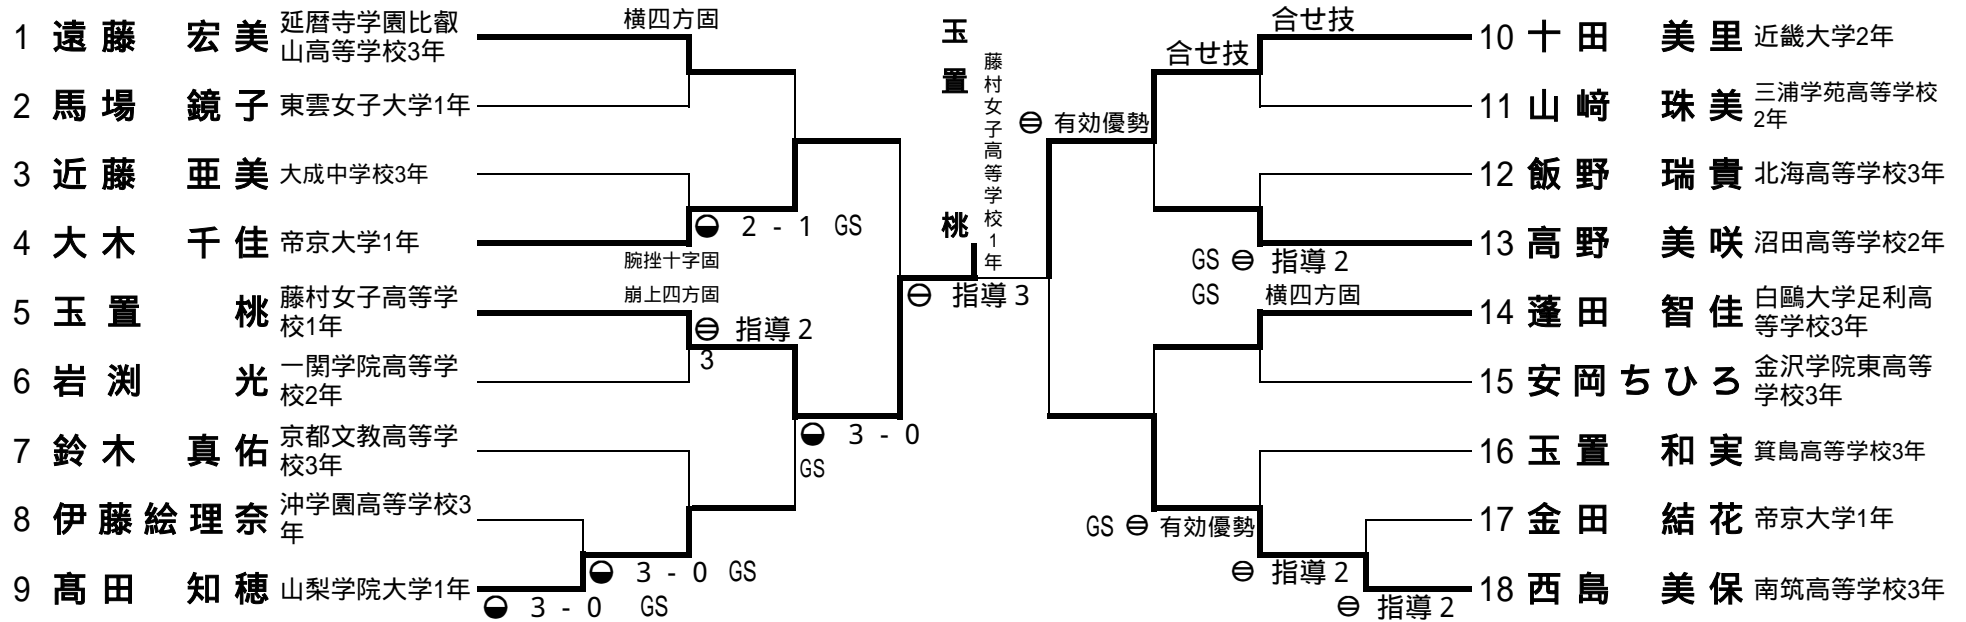 1 遠藤 宏美 延暦寺学園比叡
山高等学校3年
2 馬場 鏡子 東雲女子大学1年
3 近藤 亜美 大成中学校3年
4 大木 千佳 帝京大学1年
5 玉置 桃 藤村女子高等学
校1年
6 岩渕 光 一関学院高等学
校2年
7 鈴木 真佑 京都文教高等学
校3年
8 伊藤絵理奈 沖学園高等学校3
年
9 髙田 知穂 山梨学院大学1年
横四方固
2 - 1 GS
腕挫十字固
崩上四方固
指導2
3
3 - 0
GS
3 - 0 GS
3 - 0 GS
玉置 桃
藤村女子高等学校1年
指導3
合せ技
合せ技
有効優勢
GS 指導2
GS 横四方固
GS 有効優勢
指導2
指導2
10 十田 美里 近畿大学2年
11 山﨑 珠美 三浦学苑高等学校
2年
12 飯野 瑞貴 北海高等学校3年
13 高野 美咲 沼田高等学校2年
14 蓬田 智佳 白鷗大学足利高
等学校3年
15 安岡ちひろ 金沢学院東高等
学校3年
16 玉置 和実 箕島高等学校3年
17 金田 結花 帝京大学1年
18 西島 美保 南筑高等学校3年